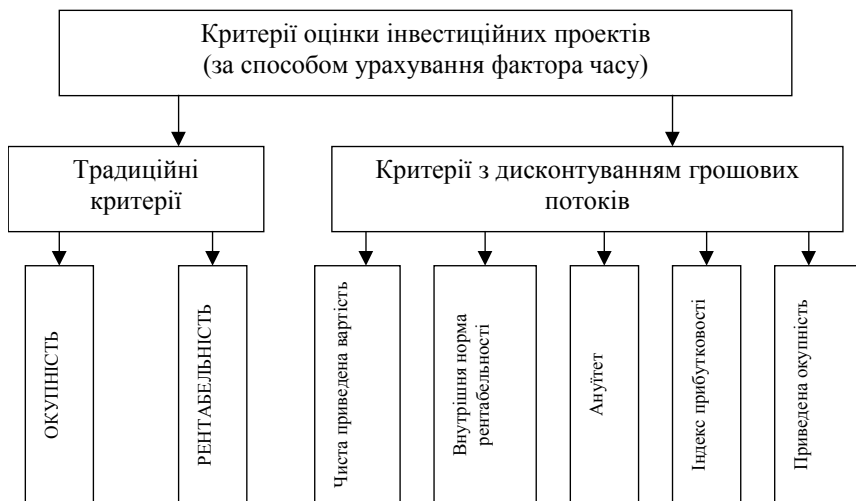 Критерії оцінки інвестиційних проектів
(за способом урахування фактора часу)
Традиційні
критерії
Критерії з дисконтуванням грошових
потоків
ОКУПНІСТЬ
РЕНТАБЕЛЬНІСТЬ
Чиста приведена вартість
Внутрішня норма
рентабельності
Ануїтет
Індекс прибутковості
Приведена окупність